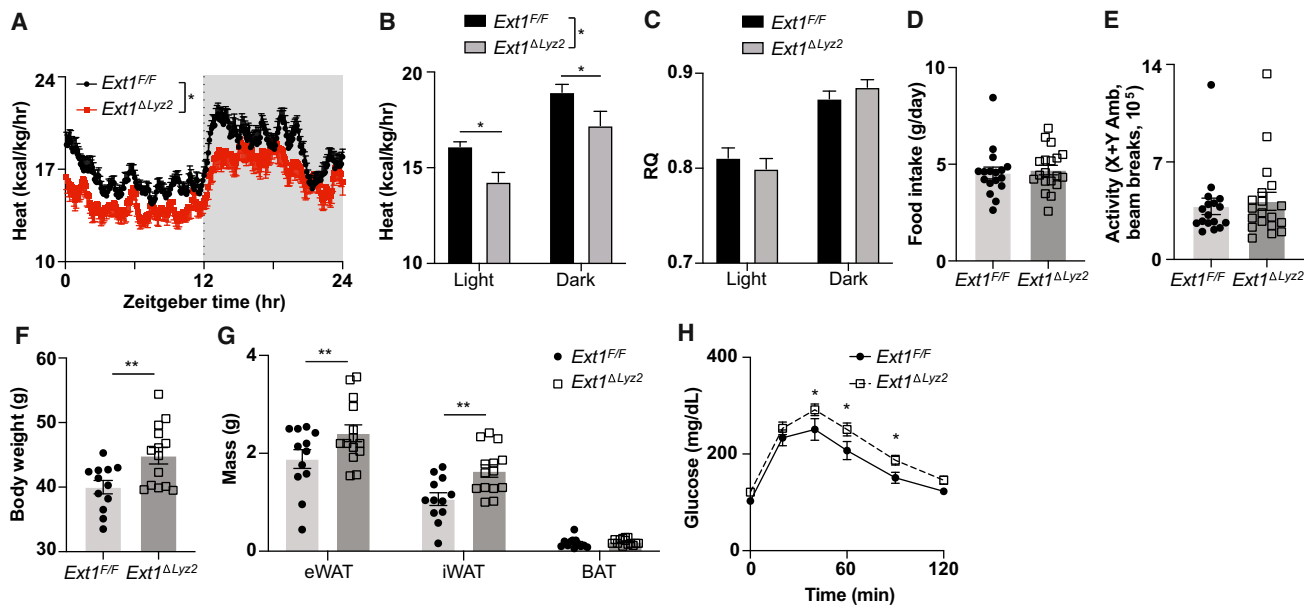 A
Ext1F/F
Ext1ΔLyz2
*
Heat (kcal/kg/hr)
24
17
10
0
12
24
Zeitgeber time (hr)
B
Ext1F/F
Ext1ΔLyz2
*
Heat (kcal/kg/hr)
20
16
10
*
*
Light
Dark
C
Ext1F/F
Ext1ΔLyz2
RQ
0.9
0.8
0.7
Light
Dark
D
Food intake (g/day)
10
5
0
Ext1F/F
Ext1ΔLyz2
E
Activity (X+Y Amb,
beam breaks, 10^5)
14
7
0
Ext1F/F
Ext1ΔLyz2
F
Body weight (g)
60
50
40
30
**
Ext1F/F
Ext1ΔLyz2
G
Mass (g)
4
2
0
**
**
Ext1F/F
Ext1ΔLyz2
eWAT
iWAT
BAT
H
Ext1F/F
Ext1ΔLyz2
Glucose (mg/dL)
400
200
0
*
*
*
0
60
120
Time (min)